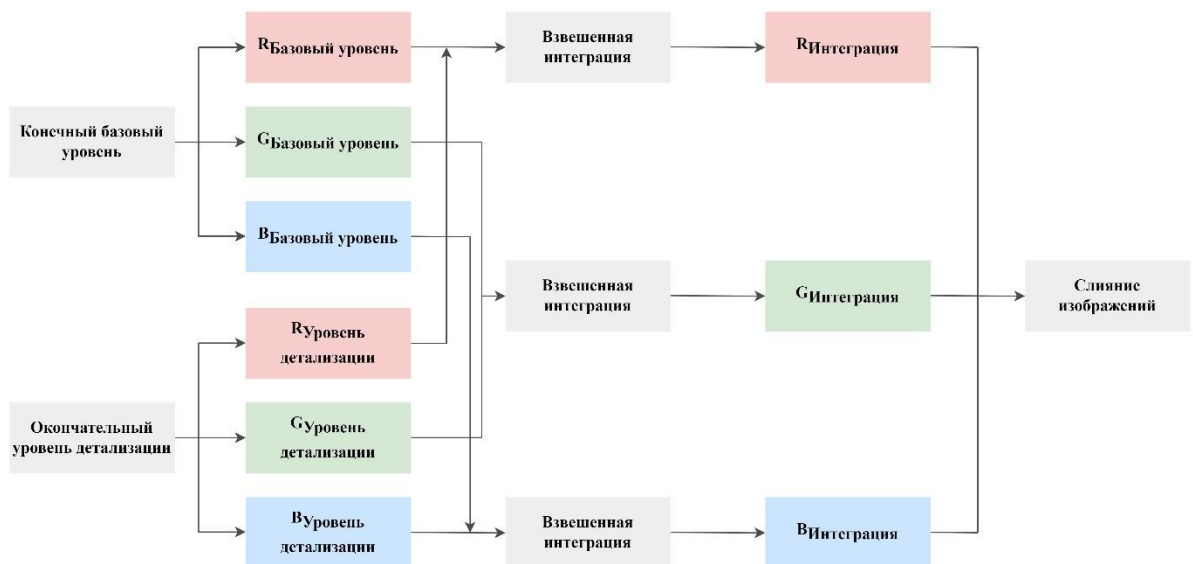 RБазовый уровень
Взвешенная
интеграция
RИнтеграция
Конечный базовый
уровень
GБазовый уровень
BБазовый уровень
Взвешенная
интеграция
GИнтеграция
Слияние
изображений
RУровень
детализации
Окончательный
уровень детализации
GУровень
детализации
BУровень
детализации
Взвешенная
интеграция
BИнтеграция